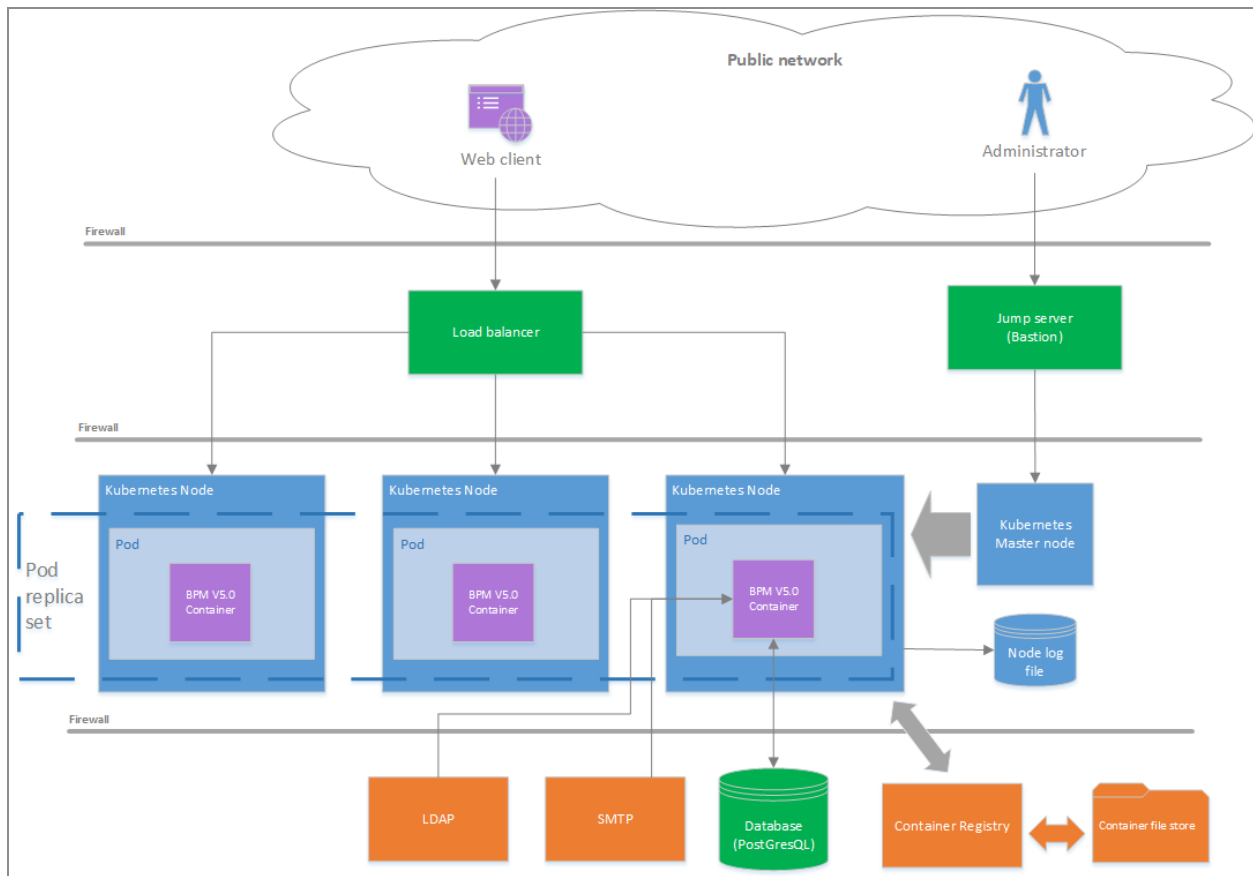 Public network
Web client
Administrator
Firewall
Load balancer
Jump server
(Bastion)
Firewall
Kubernetes Node
Kubernetes Node
Kubernetes Node
Kubernetes
Master node
Pod
replica
set
Pod
BPM V5.0
Container
Pod
BPM V5.0
Container
Pod
BPM V5.0
Container
Node log
file
Firewall
LDAP
SMTP
Database
(PostGresQL)
Container Registry
Container file store